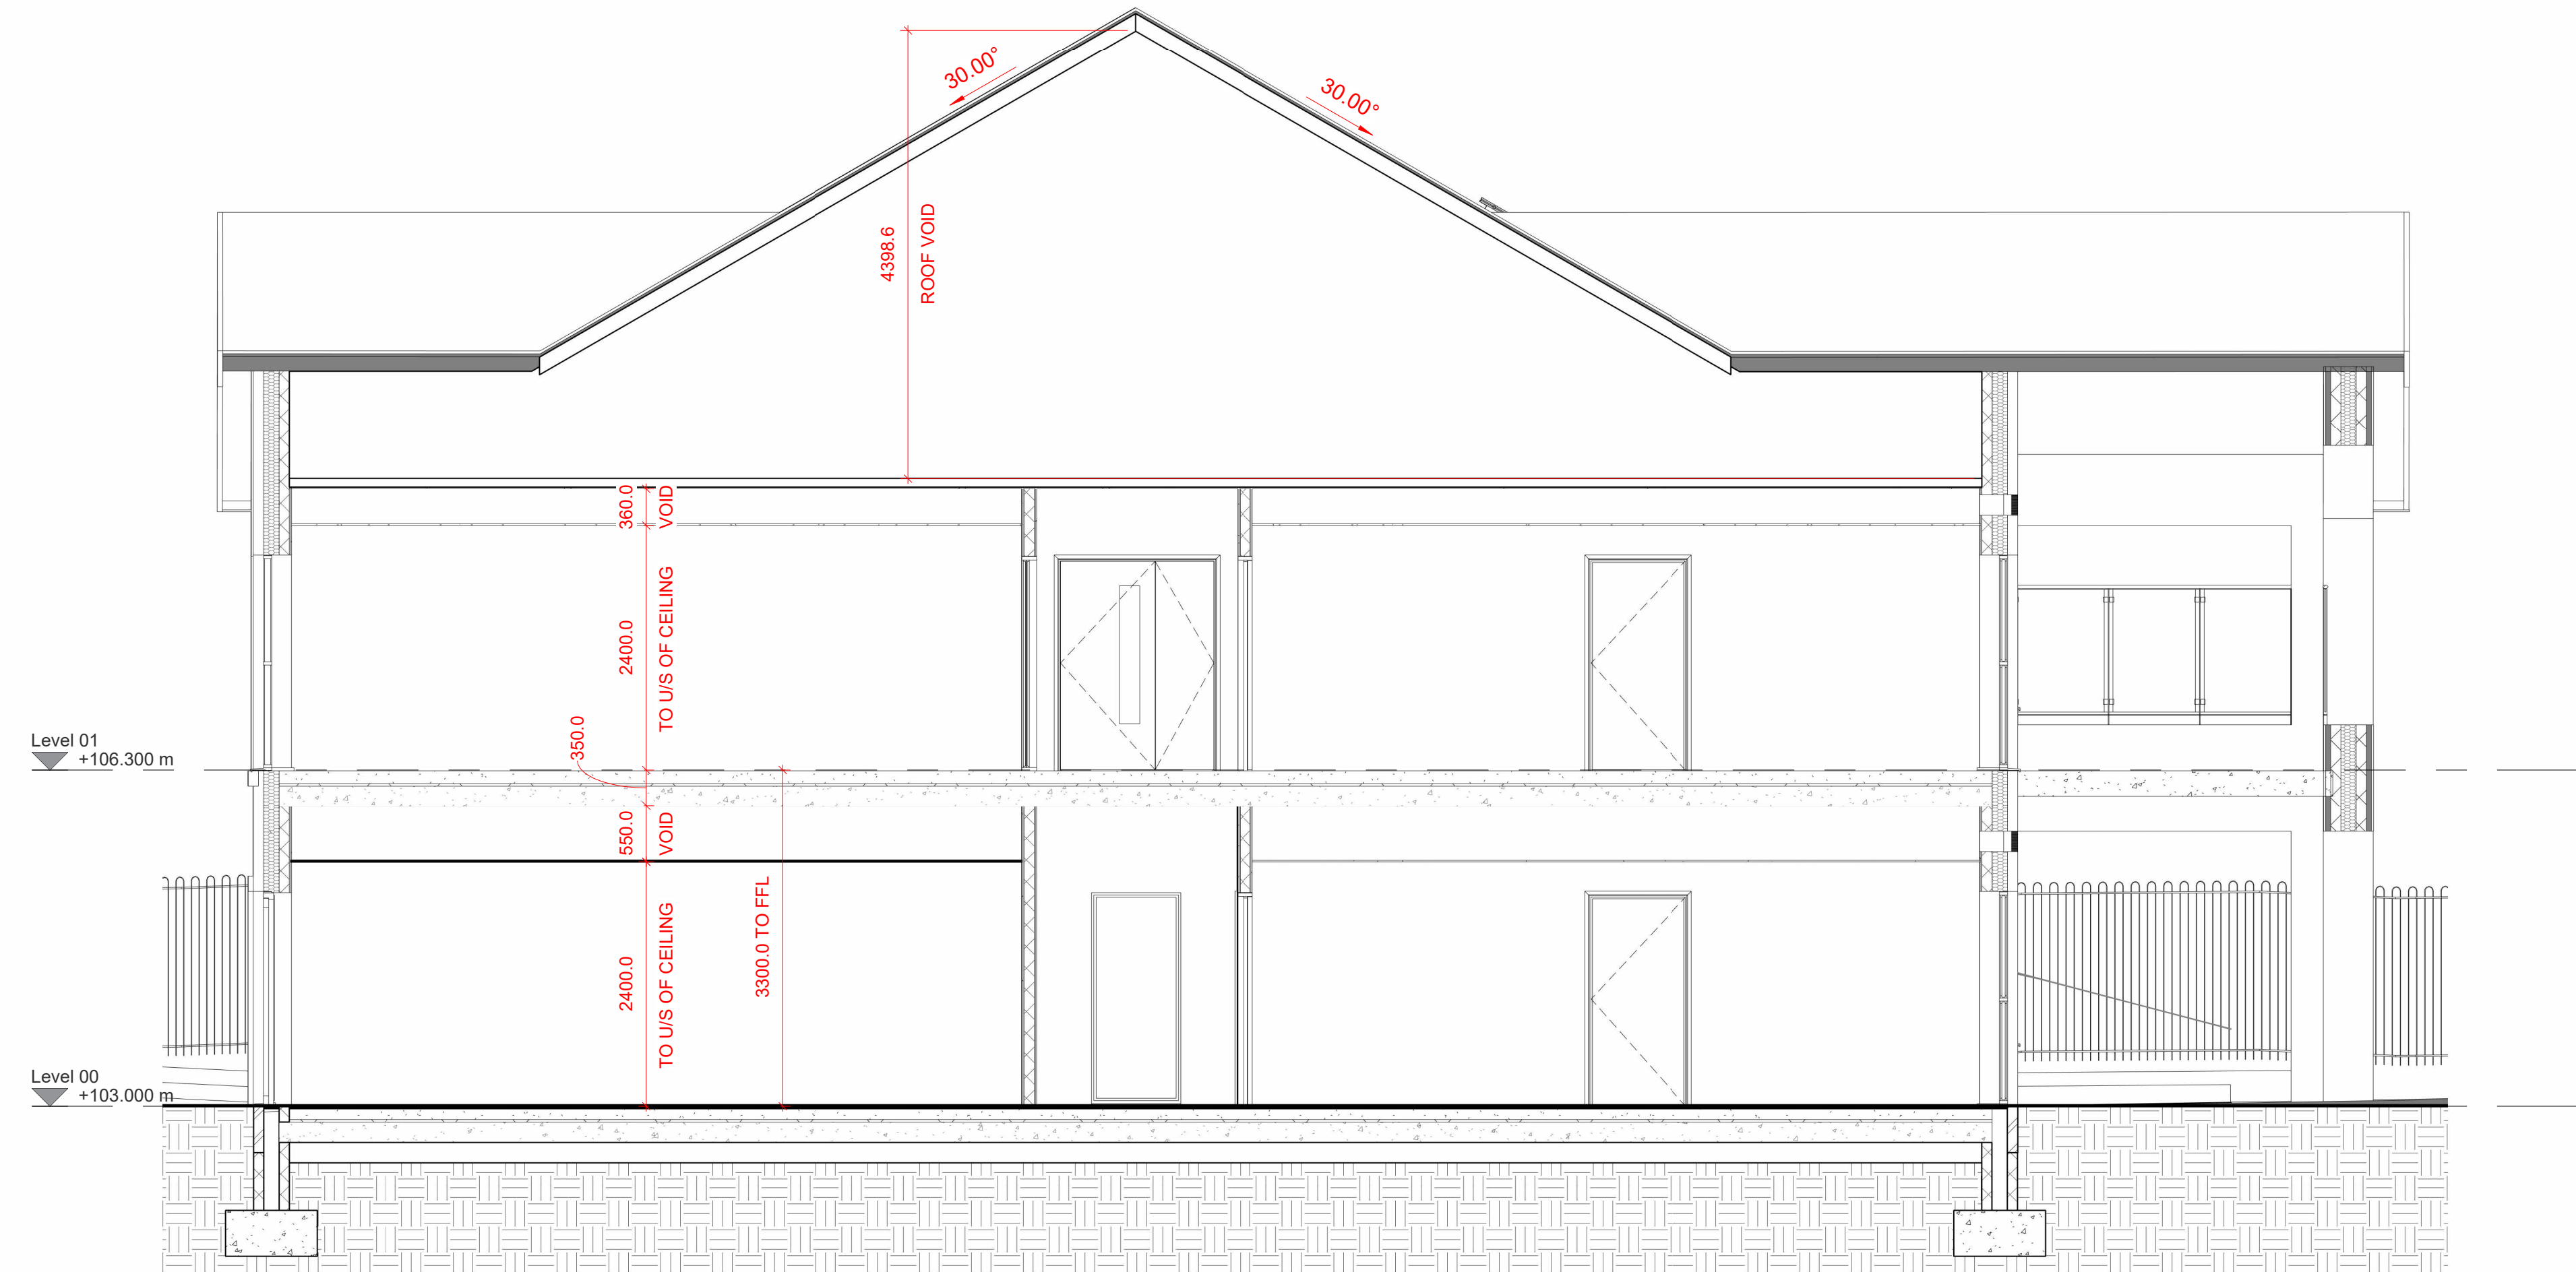 30.00°
30.00°
4398.6
ROOF VOID
360.0
VOID
2400.0
TO U/S OF CEILING
350.0
Level 01
+106.300 m
550.0
VOID
3300.0 TO FFL
2400.0
TO U/S OF CEILING
Level 00
+103.000 m